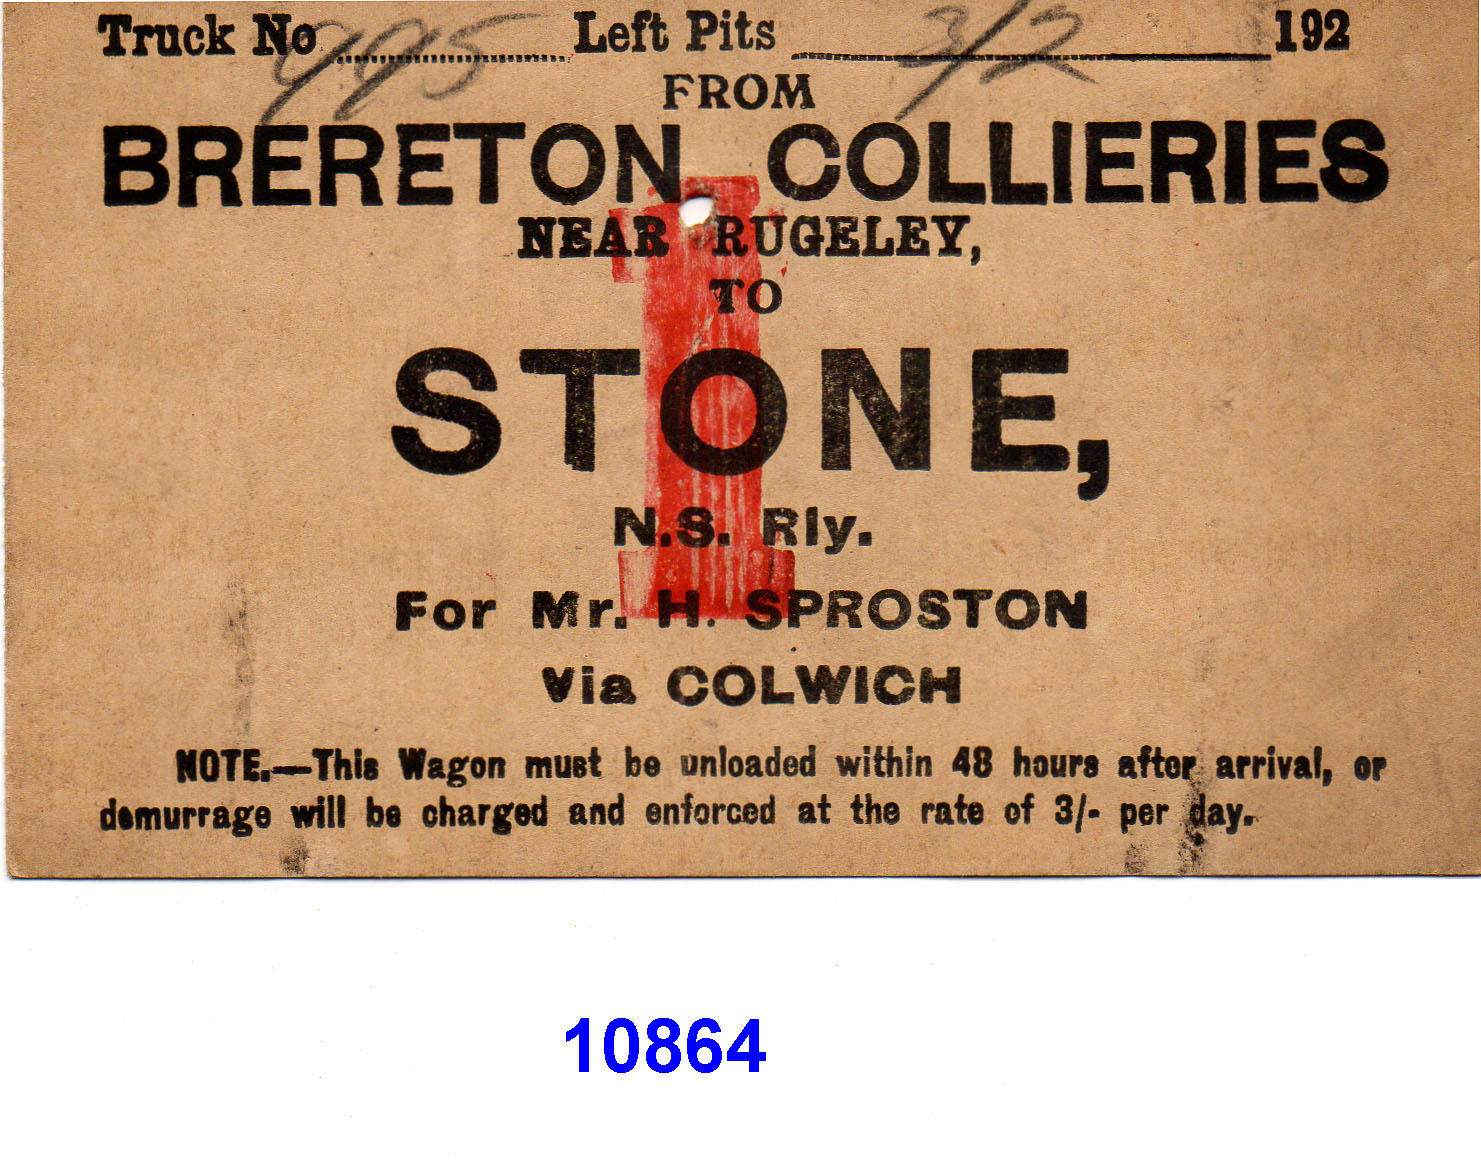 Truck No 995 Left Pits 3/2 192
FROM
BRERETON COLLIERIES
NEAR RUGELEY,
TO
STONE,
N.S. Rly.
For Mr. H. SPROSTON
Via COLWICH
NOTE.—This Wagon must be unloaded within 48 hours after arrival, or
demurrage will be charged and enforced at the rate of 3/- per day.
1
10864